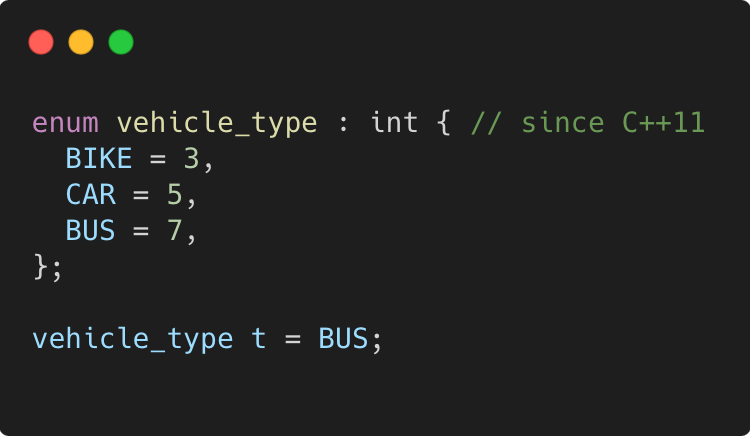 enum vehicle_type : int { // since C++11
  BIKE = 3,
  CAR = 5,
  BUS = 7,
};

vehicle_type t = BUS;